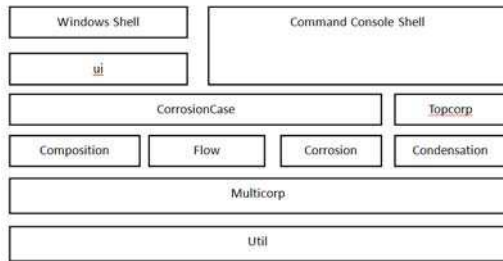 Windows Shell
Command Console Shell
ui
CorrosionCase
Topcorp
Composition
Flow
Corrosion
Condensation
Multicorp
Util